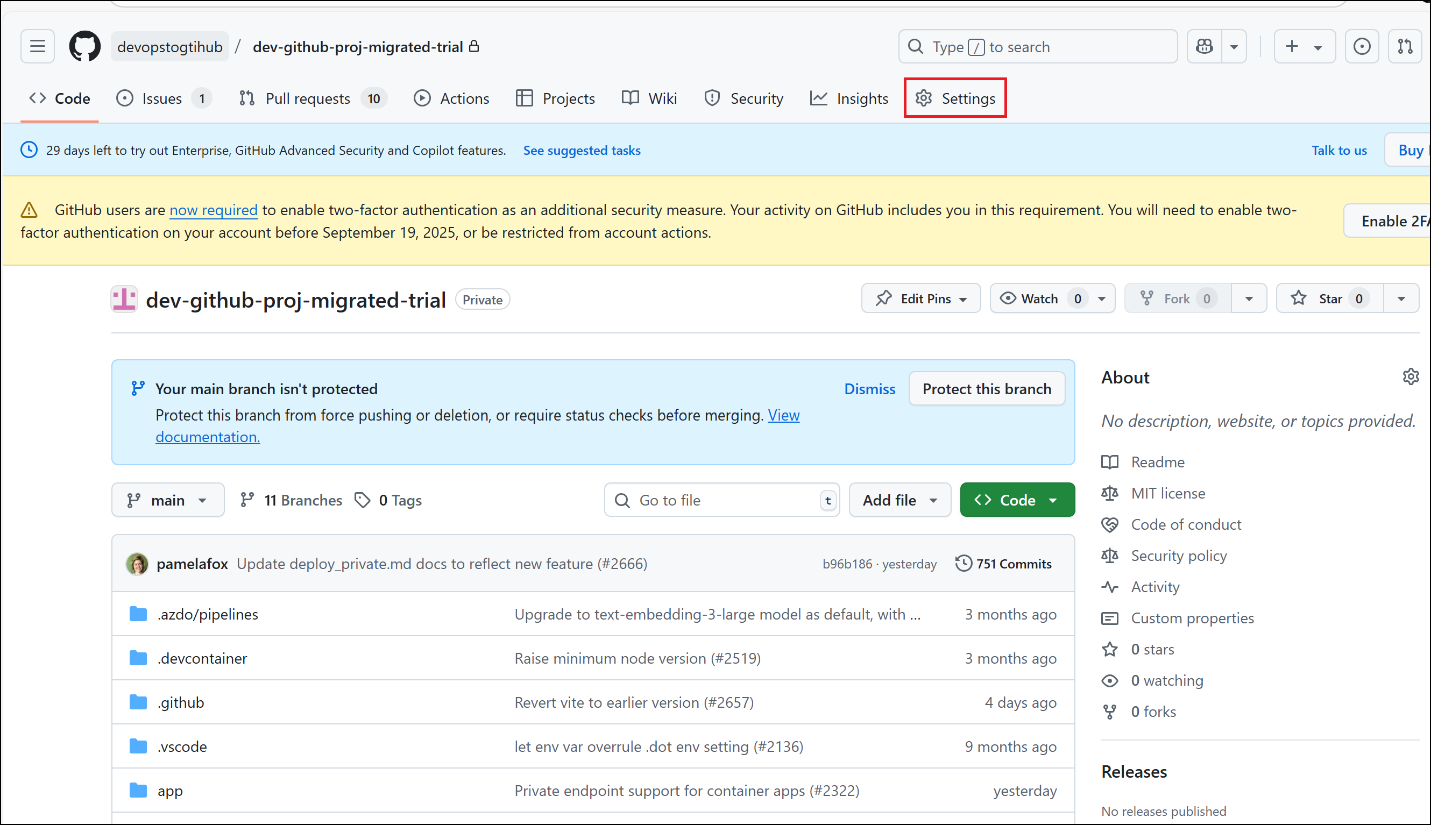 devopstogtihub / dev-github-proj-migrated-trial Type / to search
Code Issues 1 Pull requests 10 Actions Projects Wiki Security Insights Settings
29 days left to try out Enterprise, GitHub Advanced Security and Copilot features. See suggested tasks Talk to us Buy
GitHub users are now required to enable two-factor authentication as an additional security measure. Your activity on GitHub includes you in this requirement. You will need to enable two-
factor authentication on your account before September 19, 2025, or be restricted from account actions.
Enable 2FA
dev-github-proj-migrated-trial Private Edit Pins Watch 0 Fork 0 Star 0
Your main branch isn't protected
Protect this branch from force pushing or deletion, or require status checks before merging. View
documentation.
Dismiss Protect this branch
main 11 Branches 0 Tags Go to file t Add file Code
pamelafox Update deploy_private.md docs to reflect new feature (#2666) b96b186 · yesterday 751 Commits
.azdo/pipelines Upgrade to text-embedding-3-large model as default, with ... 3 months ago
.devcontainer Raise minimum node version (#2519) 3 months ago
.github Revert vite to earlier version (#2657) 4 days ago
.vscode let env var overrule .dot env setting (#2136) 9 months ago
app Private endpoint support for container apps (#2322) yesterday
About
No description, website, or topics provided.
Readme
MIT license
Code of conduct
Security policy
Activity
Custom properties
0 stars
0 watching
0 forks
Releases
No releases published